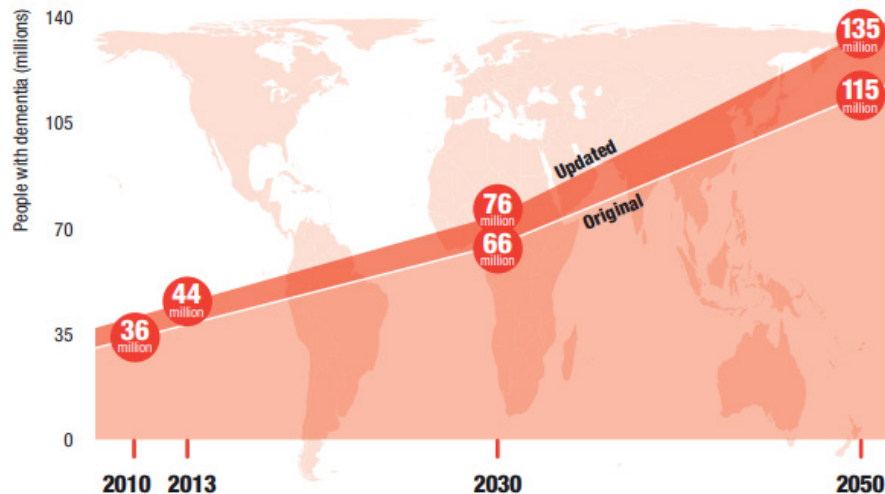 People with dementia (millions)
140
105
70
35
0
36
million
44
million
76
million
66
million
135
million
115
million
Updated
Original
2010
2013
2030
2050